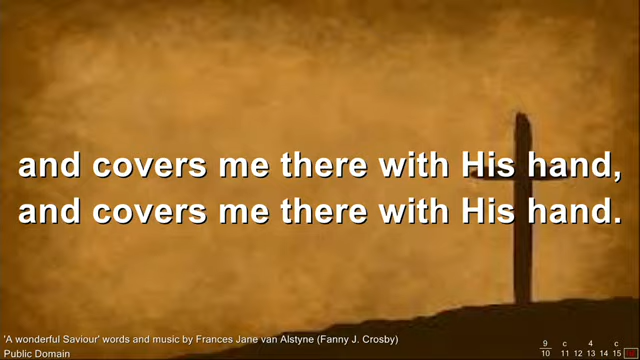 and covers me there with His hand,
and covers me there with His hand.
'A wonderful Saviour' words and music by Frances Jane van Alstyne (Fanny J. Crosby)
Public Domain
9 c 4 c
10 11 12 13 14 15